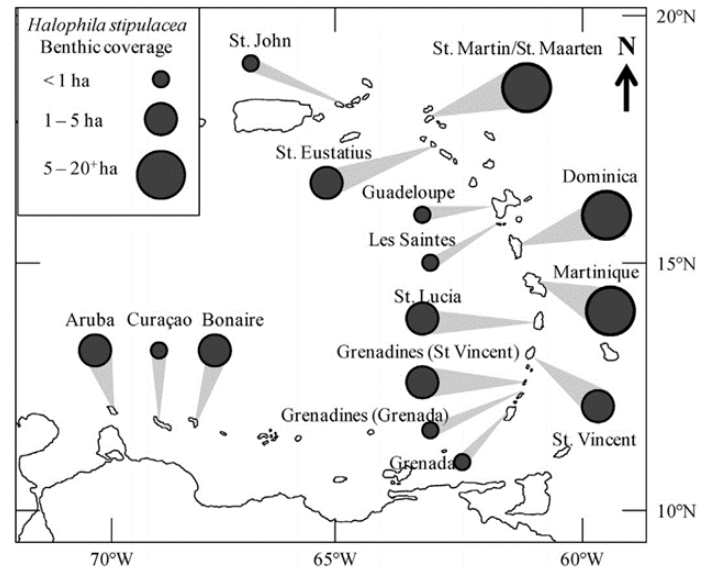 Halophila stipulacea
Benthic coverage
< 1 ha
1 – 5 ha
5 – 20⁺ ha
St. John
St. Martin/St. Maarten
N
20°N
St. Eustatius
Guadeloupe
Dominica
Les Saintes
15°N
Martinique
St. Lucia
Aruba
Curaçao
Bonaire
Grenadines (St Vincent)
Grenadines (Grenada)
St. Vincent
Grenada
10°N
70°W
65°W
60°W